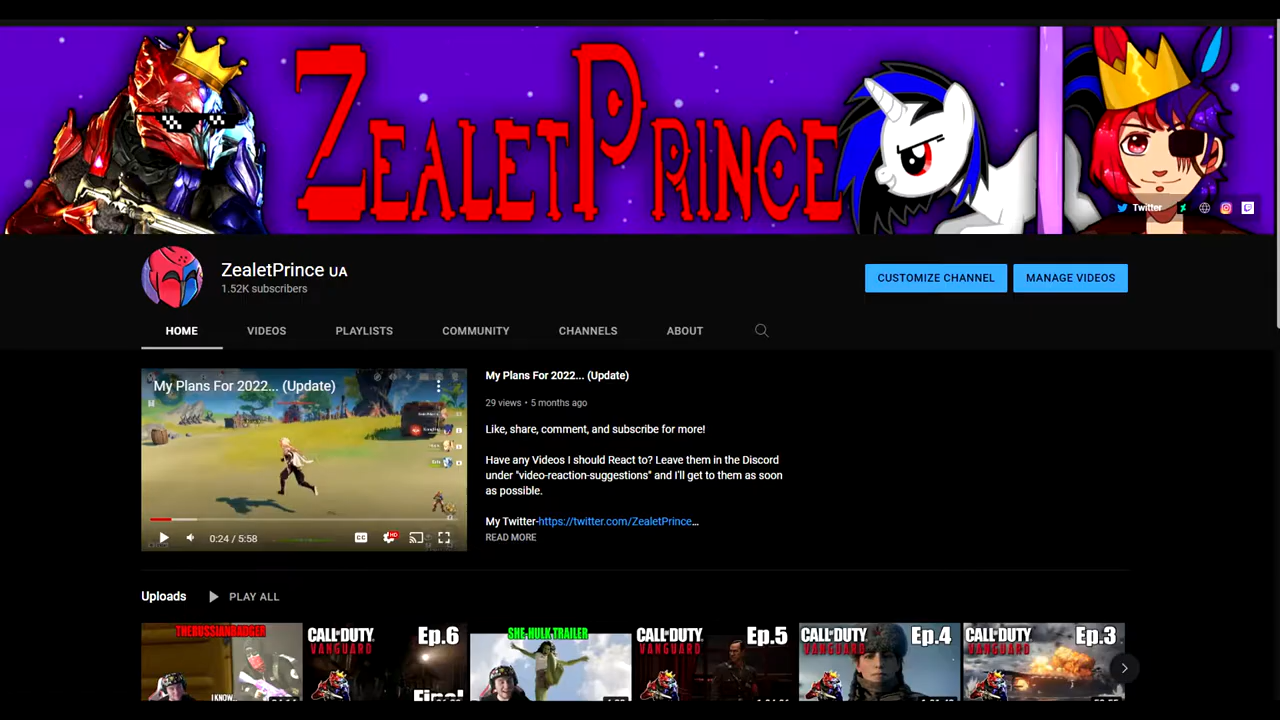 ZEALETPRINCE
Twitter
ZealetPrince UA
1.52K subscribers
CUSTOMIZE CHANNEL
MANAGE VIDEOS
HOME
VIDEOS
PLAYLISTS
COMMUNITY
CHANNELS
ABOUT
My Plans For 2022... (Update)
0:24 / 5:58
CC
HD
My Plans For 2022... (Update)
29 views • 5 months ago
Like, share, comment, and subscribe for more!
Have any Videos I should React to? Leave them in the Discord
under "video-reaction-suggestions" and I'll get to them as soon
as possible.
My Twitter-https://twitter.com/ZealetPrince...
READ MORE
Uploads
PLAY ALL
THERUSSIANBADGER
I KNOW...
CALL OF DUTY
VANGUARD
Ep.6
Final
SHE-HULK TRAILER
CALL OF DUTY
VANGUARD
Ep.5
CALL OF DUTY
VANGUARD
Ep.4
CALL OF DUTY
VANGUARD
Ep.3